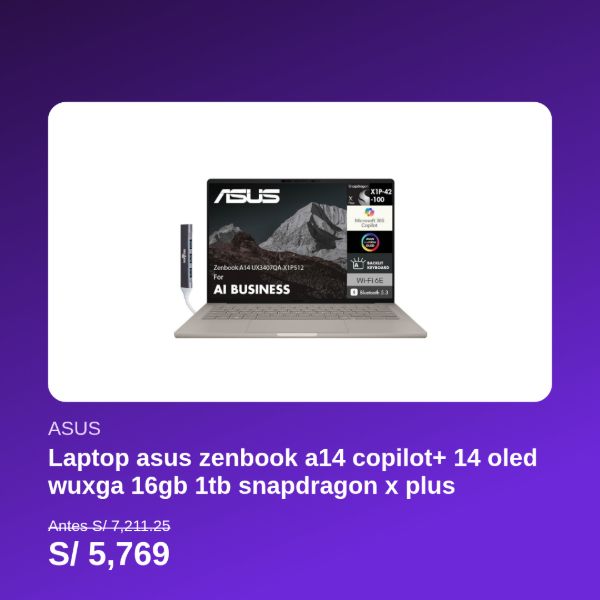 ASUS
Zenbook A14 UX3407QA-X1P512
For
AI BUSINESS
Snapdragon
X1P-42
-100
Microsoft 365
Copilot
OLED
BACKLIT
KEYBOARD
Wi-Fi 6E
Bluetooth 5.3
ASUS
Laptop asus zenbook a14 copilot+ 14 oled
wuxga 16gb 1tb snapdragon x plus
Antes S/ 7,211.25
S/ 5,769